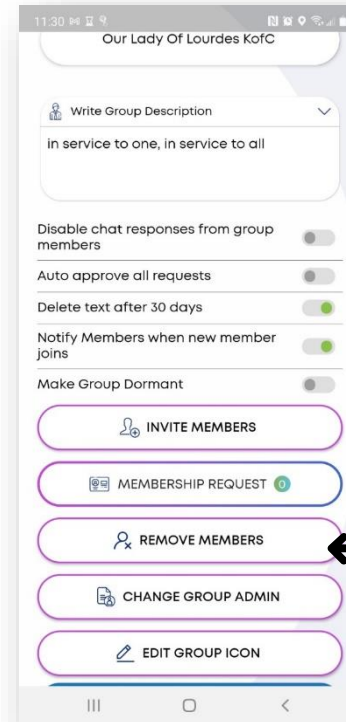 11:30
Our Lady Of Lourdes KofC
Write Group Description
in service to one, in service to all
Disable chat responses from group
members
Auto approve all requests
Delete text after 30 days
Notify Members when new member
joins
Make Group Dormant
INVITE MEMBERS
MEMBERSHIP REQUEST 0
REMOVE MEMBERS
CHANGE GROUP ADMIN
EDIT GROUP ICON